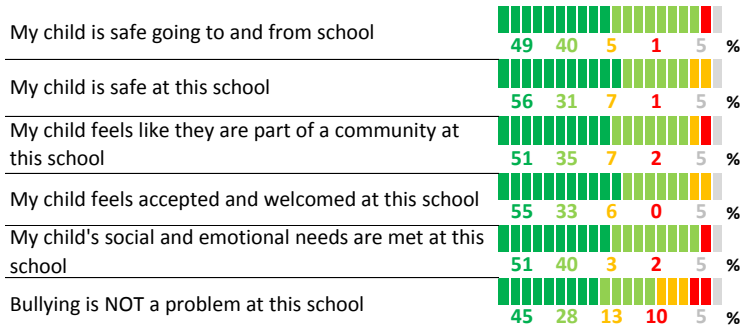 My child is safe going to and from school
49 40 5 1 5 %
My child is safe at this school
56 31 7 1 5 %
My child feels like they are part of a community at
this school
51 35 7 2 5 %
My child feels accepted and welcomed at this school
55 33 6 0 5 %
My child's social and emotional needs are met at this
school
51 40 3 2 5 %
Bullying is NOT a problem at this school
45 28 13 10 5 %